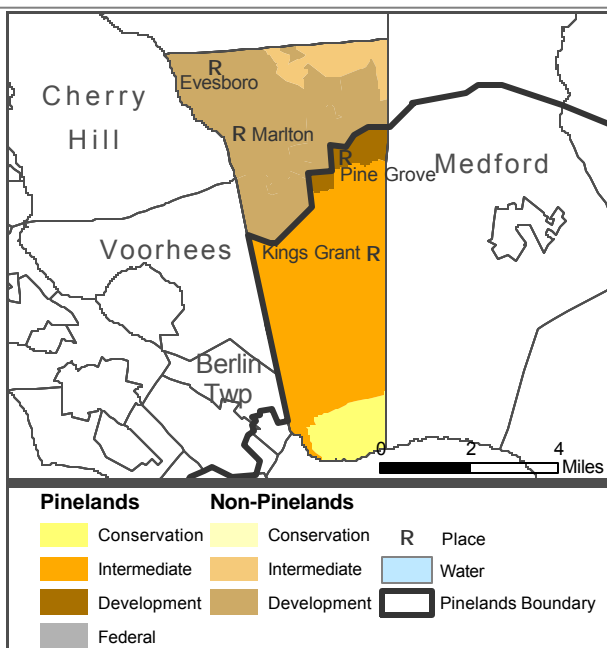 R
Evesboro
Cherry
Hill
R Marlton
R
Pine Grove
Medford
Voorhees
Kings Grant R
Berlin
Twp
0 2 4
Miles
Pinelands Non-Pinelands
Conservation Conservation R Place
Intermediate Intermediate Water
Development Development Pinelands Boundary
Federal